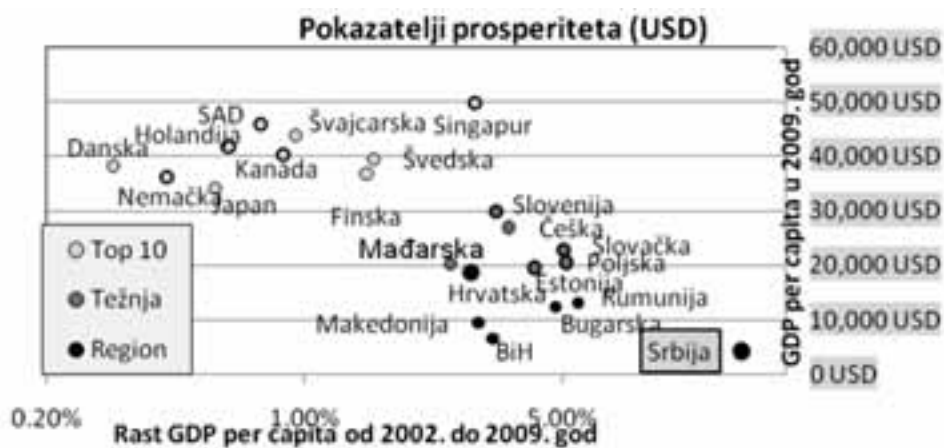 Pokazatelji prosperiteta (USD)
60,000 USD
50,000 USD
40,000 USD
30,000 USD
20,000 USD
10,000 USD
0 USD
GDP per capita u 2009. god
SAD
Švajcarska
Singapur
Holandija
Danska
Kanada
Švedska
Nemačka
Japan
Finska
Slovenija
Češka
Mađarska
Slovačka
Poljska
Estonija
Hrvatska
Rumunija
Makedonija
Bugarska
BiH
Srbija
Top 10
Težnja
Region
0.20%
1.00%
5.00%
Rast GDP per capita od 2002. do 2009. god